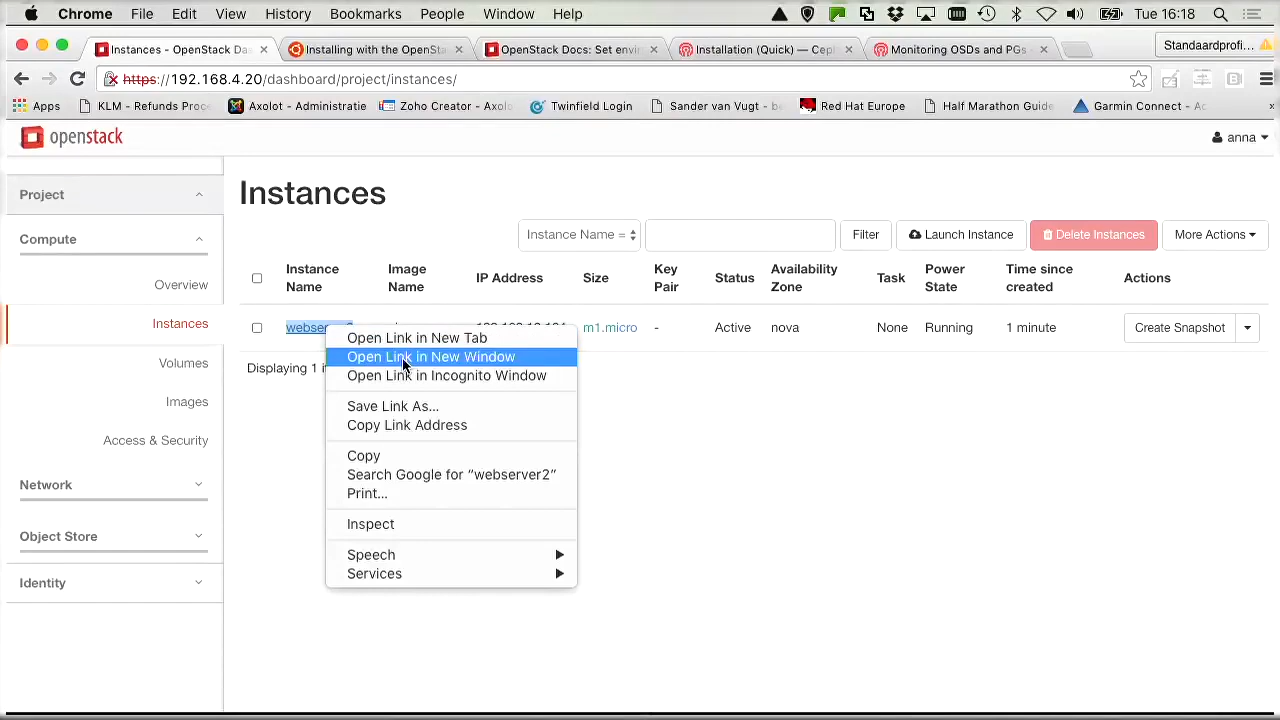 Chrome File Edit View History Bookmarks People Window Help Tue 16:18
Instances - OpenStack Da Installing with the OpenSta OpenStack Docs: Set envir Installation (Quick) — Cep Monitoring OSDs and PGs Standaardprofi...
https://192.168.4.20/dashboard/project/instances/
Apps KLM - Refunds Proce Axolot - Administratie Zoho Creator - Axolo Twinfield Login Sander van Vugt - be Red Hat Europe Half Marathon Guide Garmin Connect - Ac »
openstack anna
Project
Instances
Compute
Instance Name = Filter Launch Instance Delete Instances More Actions
Instance Name Image Name IP Address Size Key Pair Status Availability Zone Task Power State Time since created Actions
Overview
Instances
webser m1.micro - Active nova None Running 1 minute Create Snapshot
Open Link in New Tab
Open Link in New Window
Open Link in Incognito Window
Save Link As...
Copy Link Address
Copy
Search Google for “webserver2”
Print...
Inspect
Speech
Services
Displaying 1
Volumes
Images
Access & Security
Network
Object Store
Identity